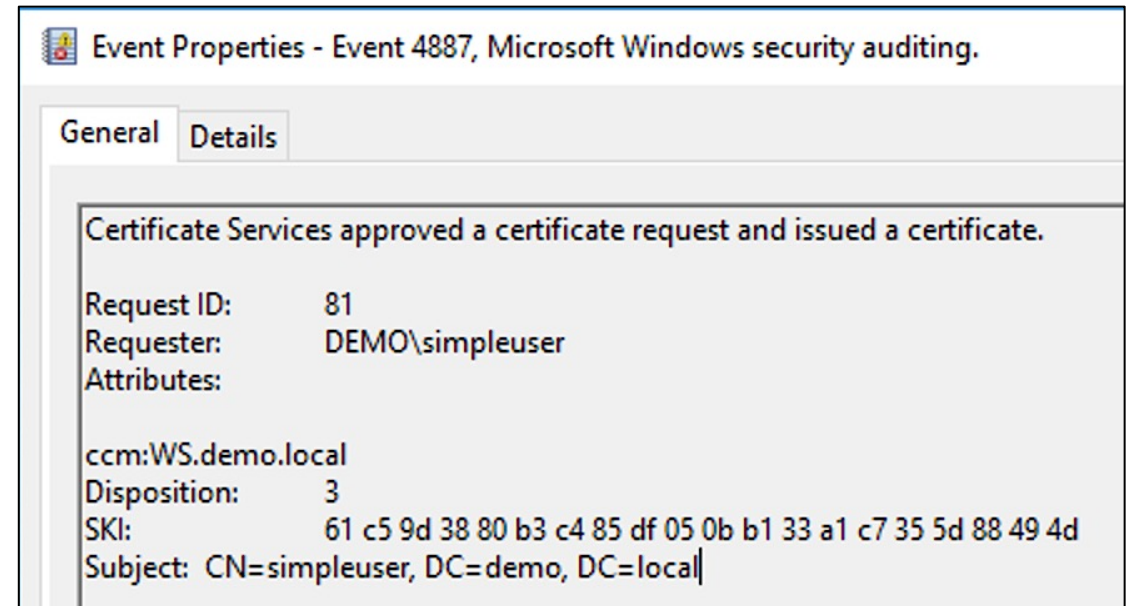 Event Properties - Event 4887, Microsoft Windows security auditing.
General Details
Certificate Services approved a certificate request and issued a certificate.
Request ID: 81
Requester: DEMO\simpleuser
Attributes:
ccm:WS.demo.local
Disposition: 3
SKI: 61 c5 9d 38 80 b3 c4 85 df 05 0b b1 33 a1 c7 35 5d 88 49 4d
Subject: CN=simpleuser, DC=demo, DC=local